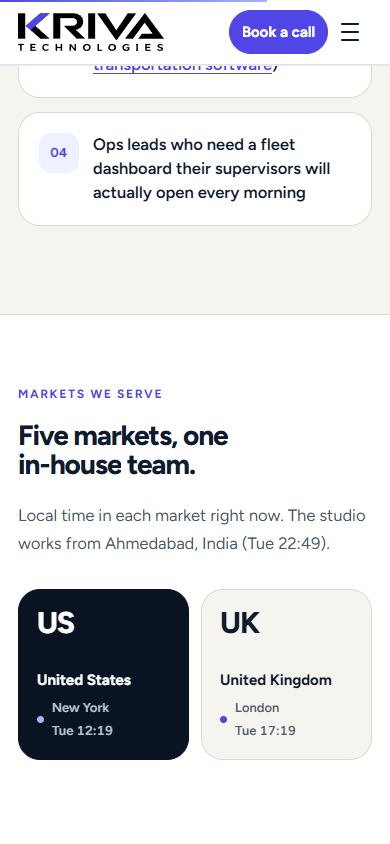 KRIVA
TECHNOLOGIES
Book a call
transportation software)
04
Ops leads who need a fleet
dashboard their supervisors will
actually open every morning
MARKETS WE SERVE
Five markets, one
in-house team.
Local time in each market right now. The studio
works from Ahmedabad, India (Tue 22:49).
US
United States
New York
Tue 12:19
UK
United Kingdom
London
Tue 17:19